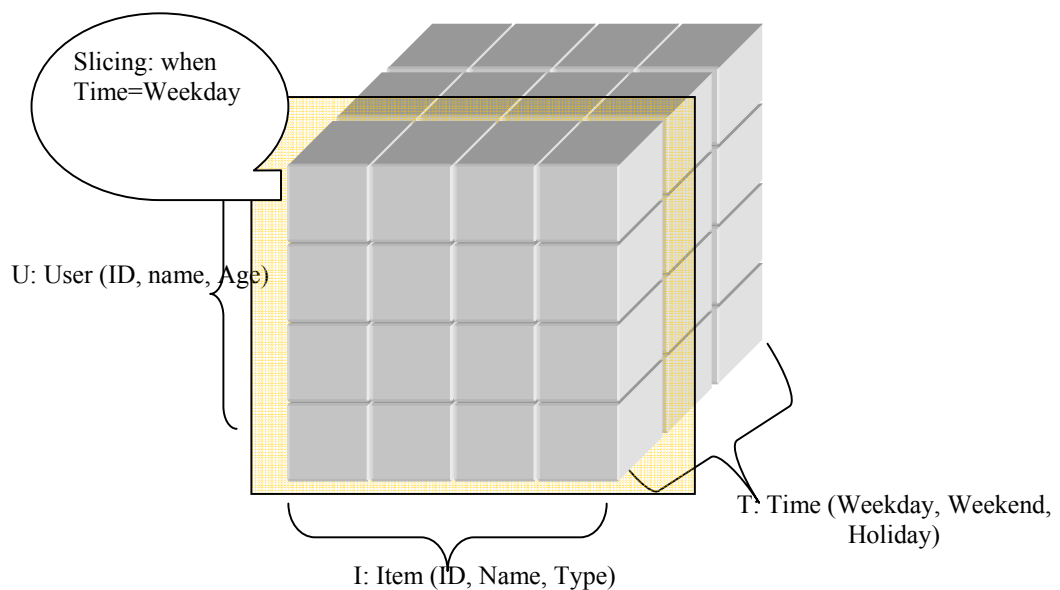 Slicing: when
Time=Weekday
U: User (ID, name, Age)
T: Time (Weekday, Weekend,
Holiday)
I: Item (ID, Name, Type)